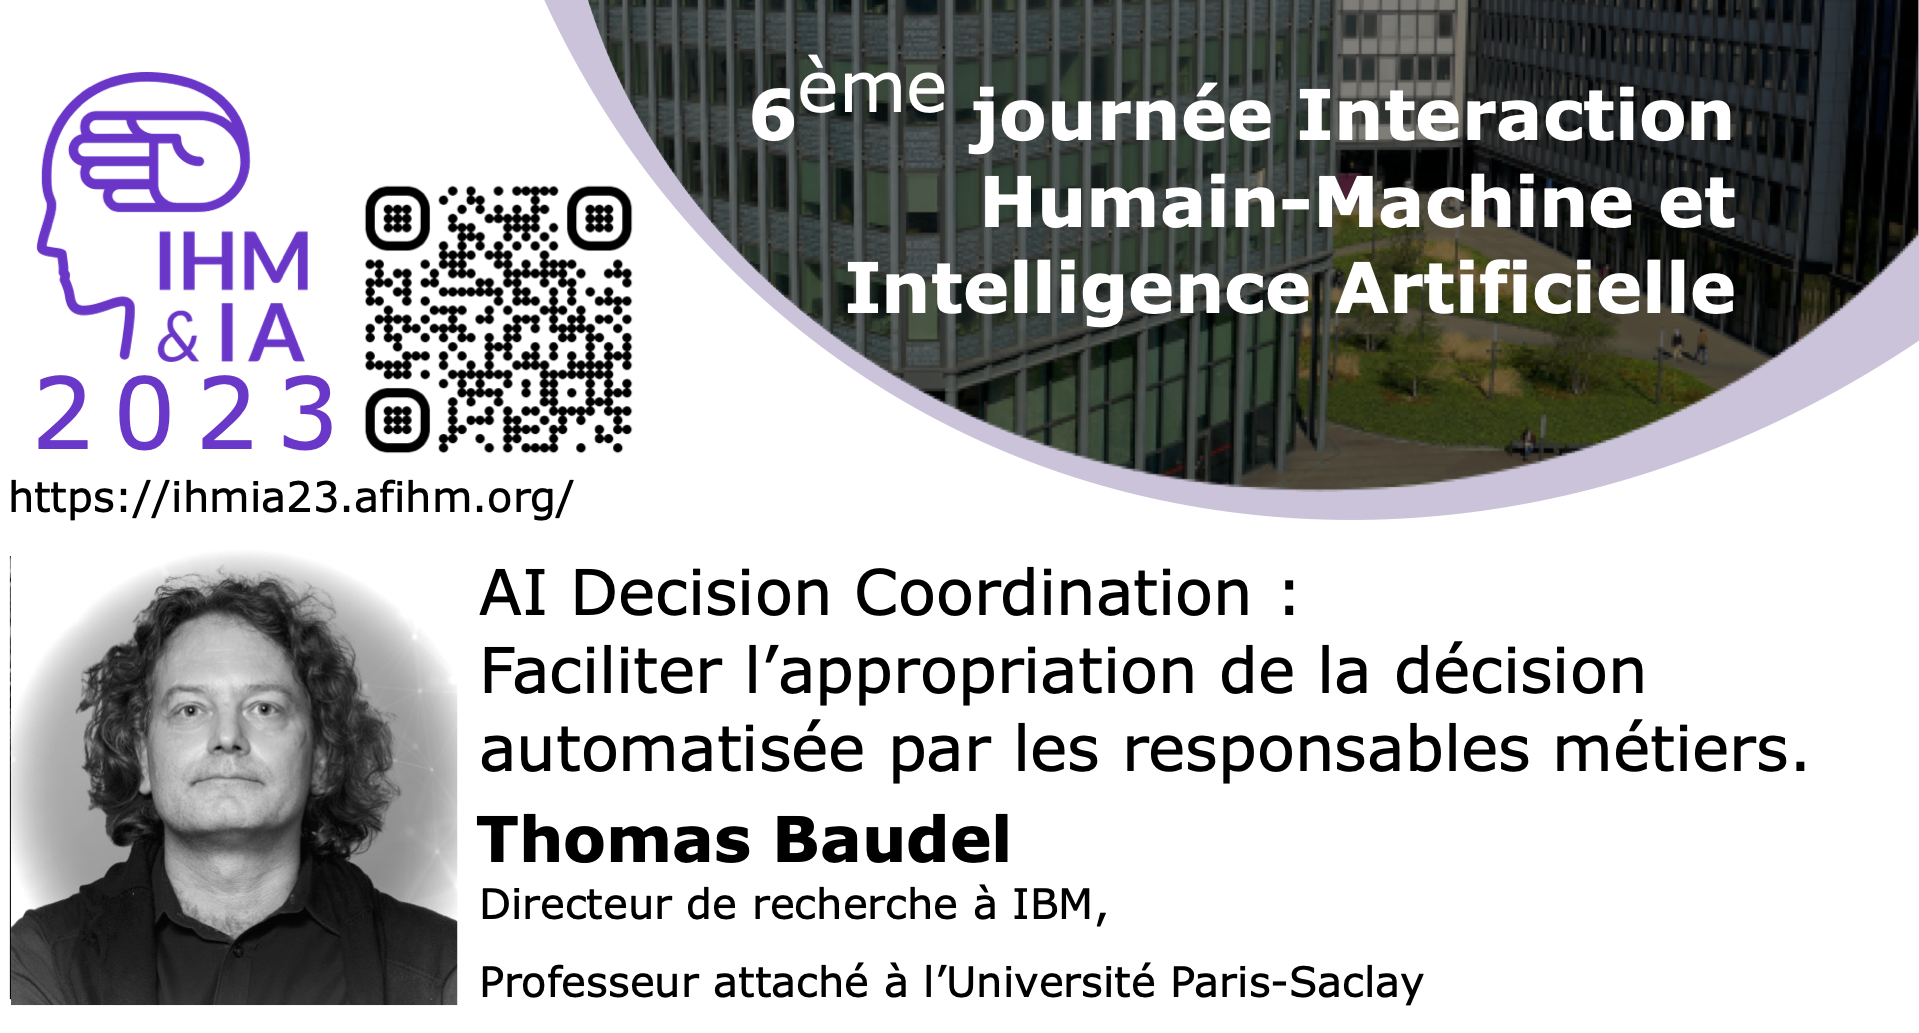 6ème journée Interaction
Humain-Machine et
Intelligence Artificielle
IHM
& IA
2023
https://ihmia23.afihm.org/
AI Decision Coordination :
Faciliter l’appropriation de la décision
automatisée par les responsables métiers.
Thomas Baudel
Directeur de recherche à IBM,
Professeur attaché à l’Université Paris-Saclay